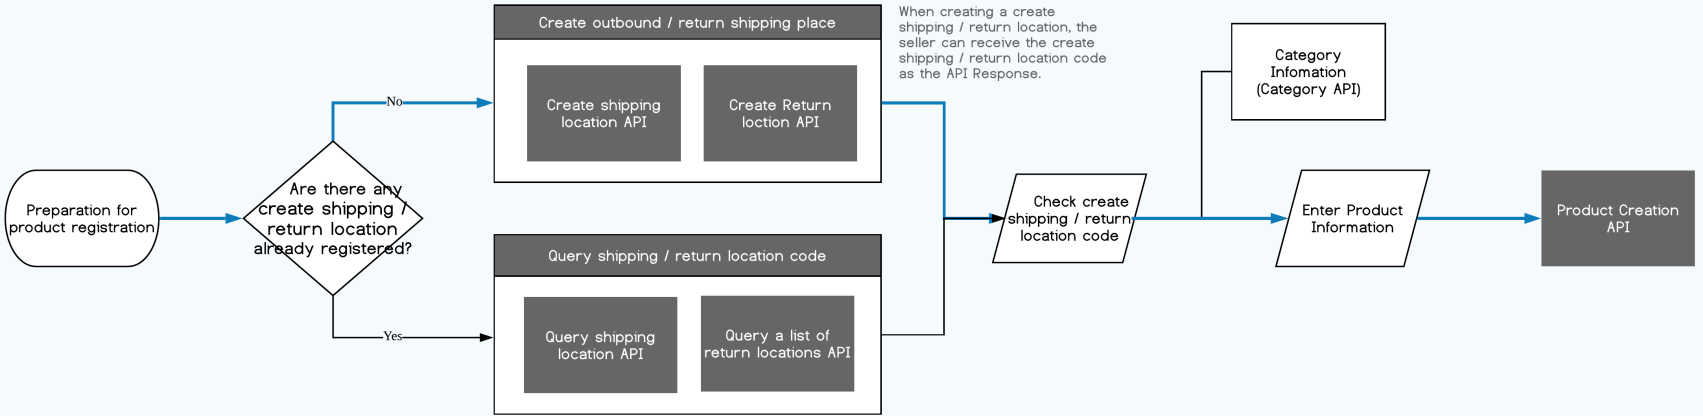 Preparation for
product registration
Are there any
create shipping /
return location
already registered?
No
Yes
Create outbound / return shipping place
Create shipping
location API
Create Return
loction API
When creating a create
shipping / return location, the
seller can receive the create
shipping / return location code
as the API Response.
Query shipping / return location code
Query shipping
location API
Query a list of
return locations API
Check create
shipping / return
location code
Category
Infomation
(Category API)
Enter Product
Information
Product Creation
API